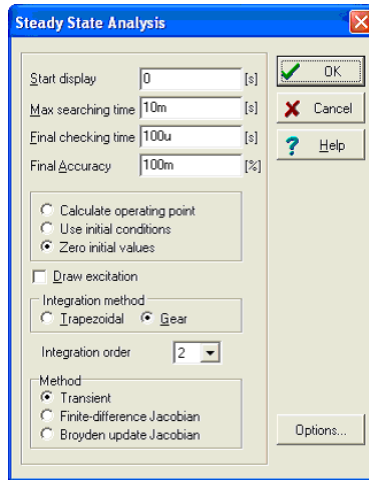 Steady State Analysis
Start display 0 [s]
Max searching time 10m [s]
Final checking time 100u [s]
Final Accuracy 100m [%]
OK
Cancel
Help
Calculate operating point
Use initial conditions
Zero initial values
Draw excitation
Integration method
Trapezoidal Gear
Integration order 2
Method
Transient
Finite-difference Jacobian
Broyden update Jacobian
Options...